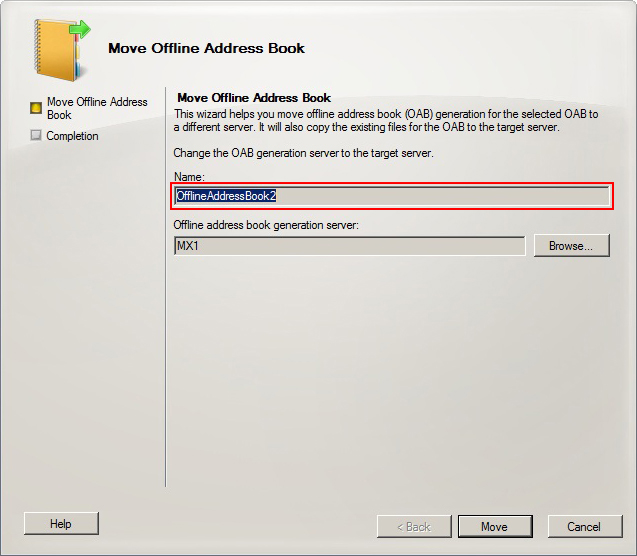 Move Offline Address Book
Move Offline Address
Book
Completion
Move Offline Address Book
This wizard helps you move offline address book (OAB) generation for the selected OAB to
a different server. It will also copy the existing files for the OAB to the target server.
Change the OAB generation server to the target server.
Name:
OfflineAddressBook2
Offline address book generation server:
MX1
Browse...
Help
< Back
Move
Cancel